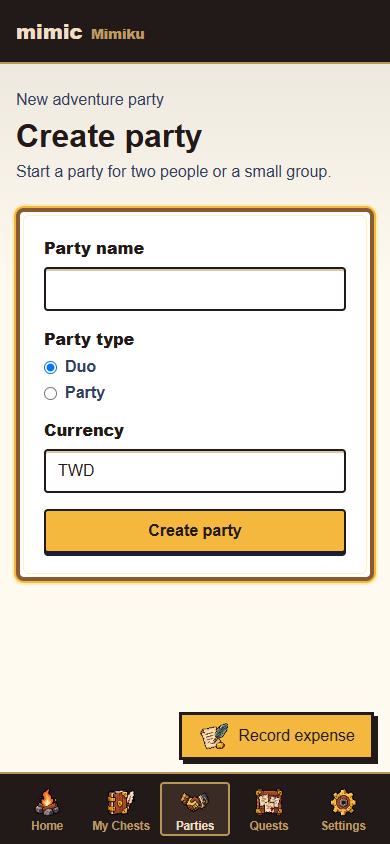 mimic Mimiku
New adventure party
Create party
Start a party for two people or a small group.
Party name
Party type
Duo
Party
Currency
TWD
Create party
Record expense
Home
My Chests
Parties
Quests
Settings